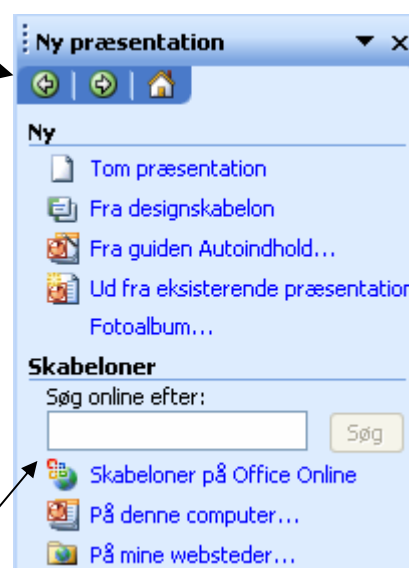 Ny præsentation
Ny
Tom præsentation
Fra designskabelon
Fra guiden Autoindhold...
Ud fra eksisterende præsentation
Fotoalbum...
Skabeloner
Søg online efter:
Søg
Skabeloner på Office Online
På denne computer...
På mine websteder...